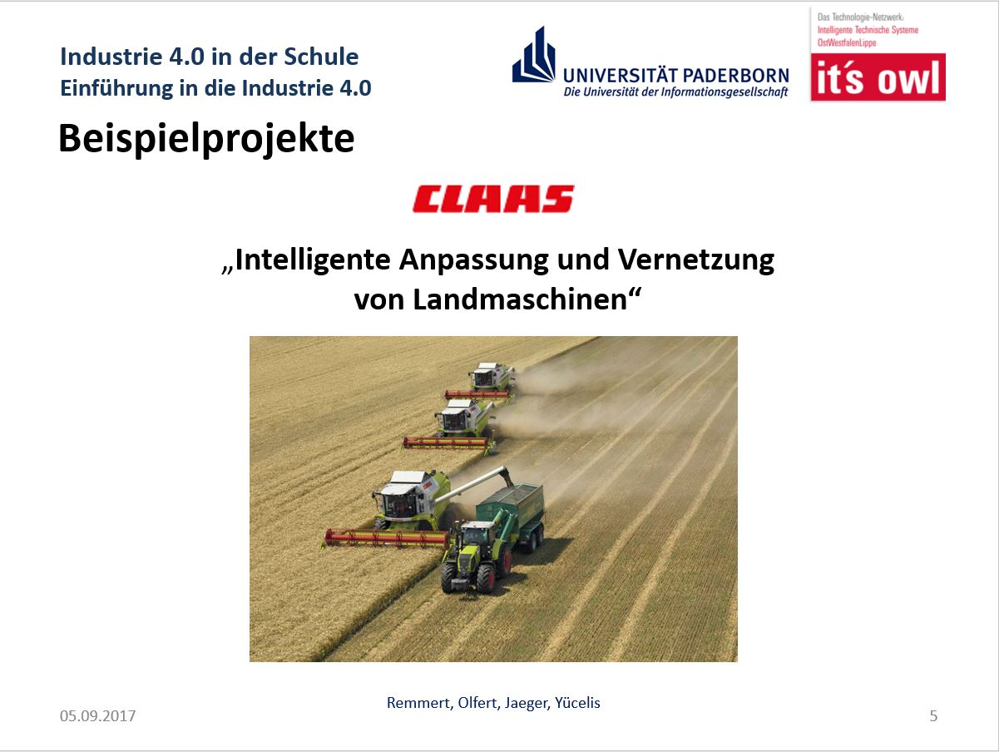 Industrie 4.0 in der Schule
Einführung in die Industrie 4.0
UNIVERSITÄT PADERBORN
Die Universität der Informationsgesellschaft
Das Technologie-Netzwerk:
Intelligente Technische Systeme
OstWestfalenLippe
it´s owl
Beispielprojekte
CLAAS
„Intelligente Anpassung und Vernetzung
von Landmaschinen“
Remmert, Olfert, Jaeger, Yücelis
05.09.2017
5